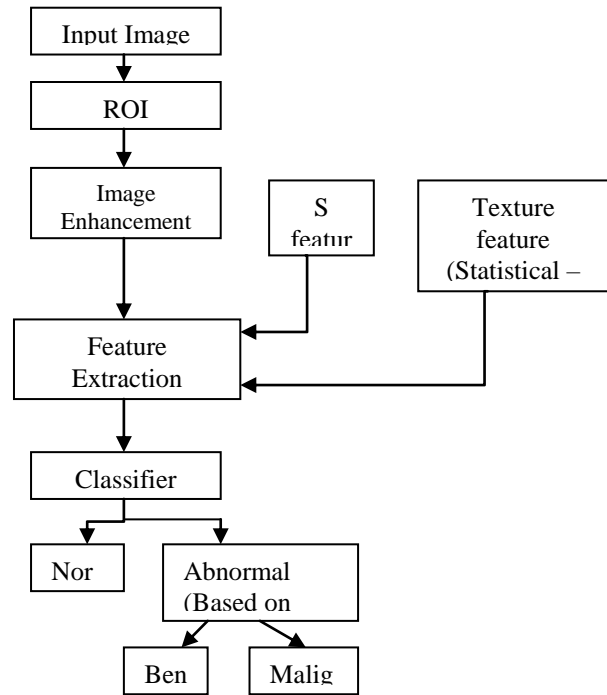 Input Image
ROI
Image
Enhancement
S
featur
Texture
feature
(Statistical –
Feature
Extraction
Classifier
Nor
Abnormal
(Based on
Ben
Malig